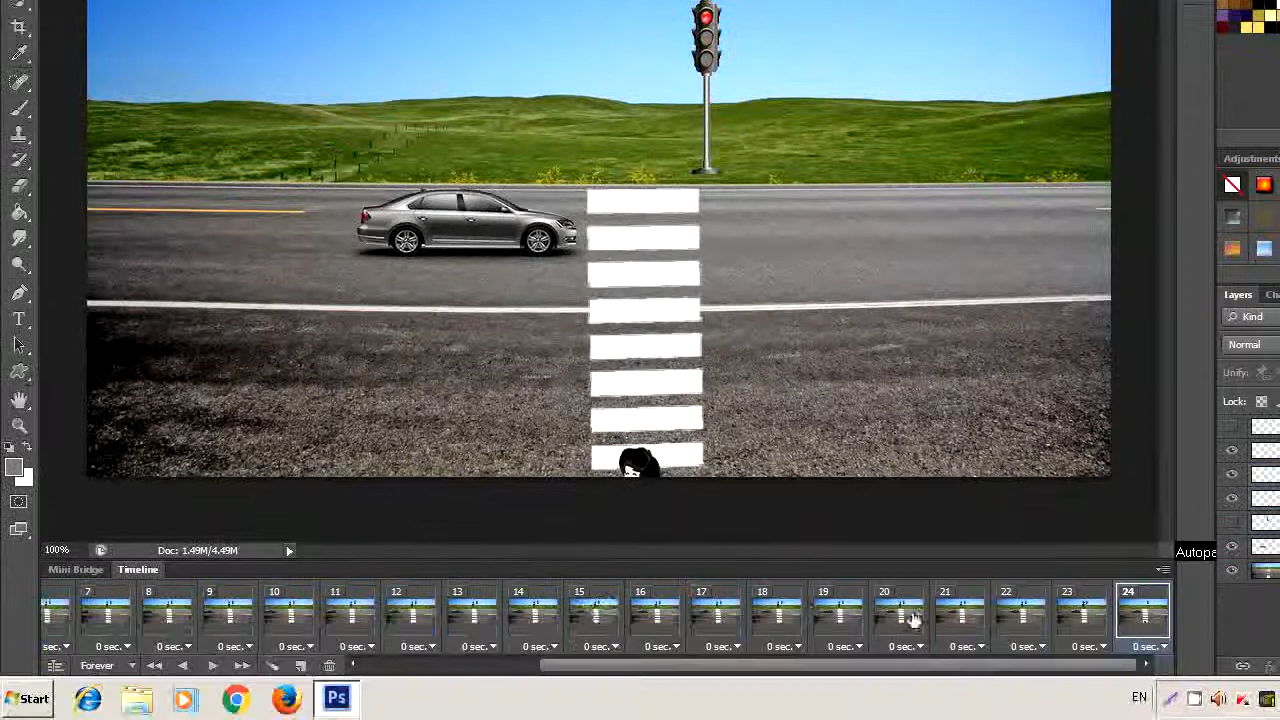 Adjustments
Layers
Kind
Normal
Unify:
Lock:
100%
Doc: 1.49M/4.49M
Autopa
Mini Bridge
Timeline
7 8 9 10 11 12 13 14 15 16 17 18 19 20 21 22 23 24
sec. 0 sec. 0 sec. 0 sec. 0 sec. 0 sec. 0 sec. 0 sec. 0 sec. 0 sec. 0 sec. 0 sec. 0 sec. 0 sec. 0 sec. 0 sec. 0 sec. 0 sec. 0 sec.
Forever
Start
Ps
EN